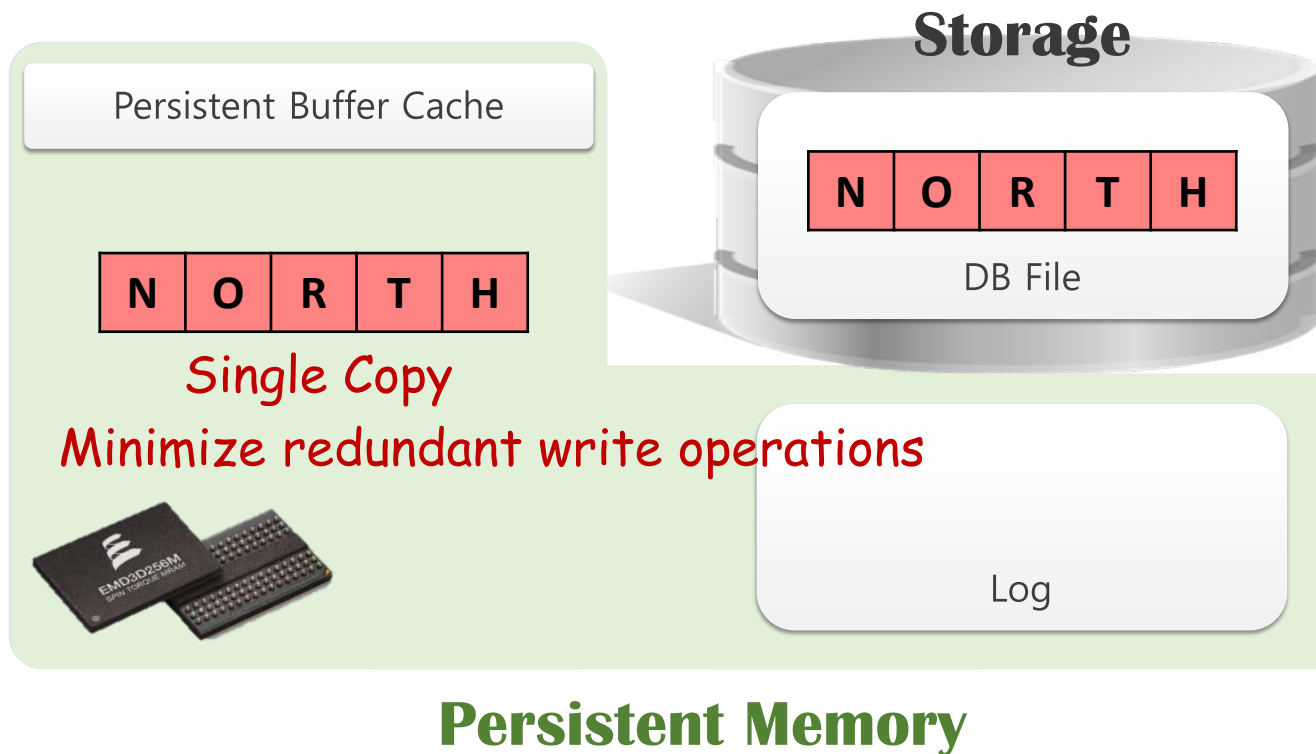 Storage
Persistent Buffer Cache
N O R T H
DB File
N O R T H
Single Copy
Minimize redundant write operations
EMD3D256M
SPIN TORQUE MRAM
Log
Persistent Memory